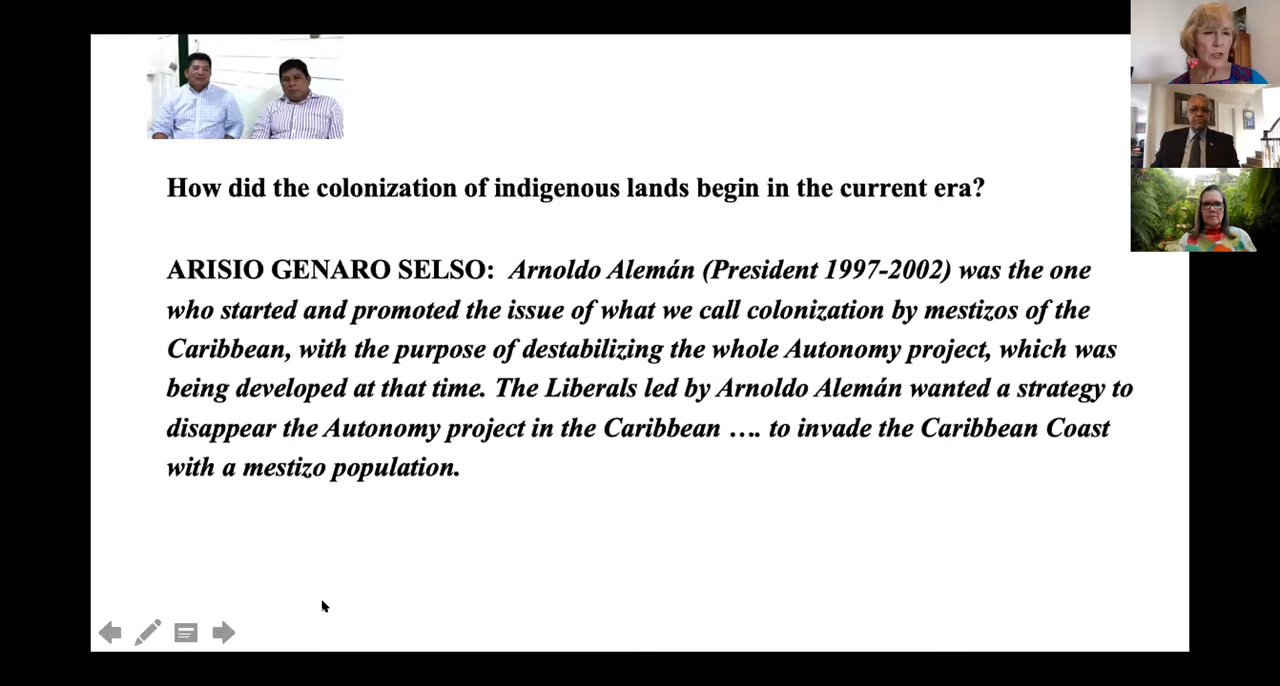 How did the colonization of indigenous lands begin in the current era?
ARISIO GENARO SELSO: Arnoldo Alemán (President 1997-2002) was the one
who started and promoted the issue of what we call colonization by mestizos of the
Caribbean, with the purpose of destabilizing the whole Autonomy project, which was
being developed at that time. The Liberals led by Arnoldo Alemán wanted a strategy to
disappear the Autonomy project in the Caribbean …. to invade the Caribbean Coast
with a mestizo population.